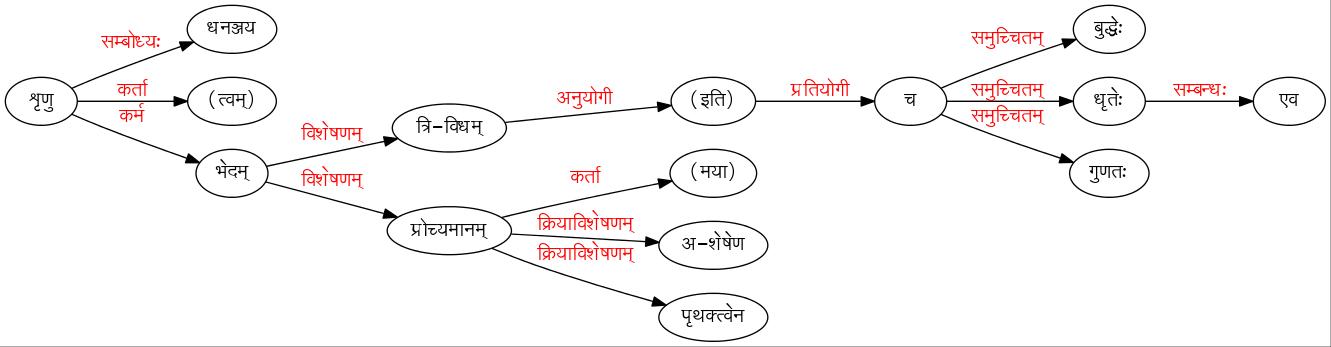 धनञ्जय
सम्बोध्यः
बुद्धेः
समुच्चितम्
शृणु
कर्ता
(त्वम्)
अनुयोगी
(इति)
प्रतियोगी
च
समुच्चितम्
धृतेः
सम्बन्धः
एव
कर्म
त्रि-विधम्
समुच्चितम्
विशेषणम्
भेदम्
विशेषणम्
कर्ता
(मया)
गुणतः
प्रोच्यमानम्
क्रियाविशेषणम्
अ-शेषेण
क्रियाविशेषणम्
पृथक्त्वेन